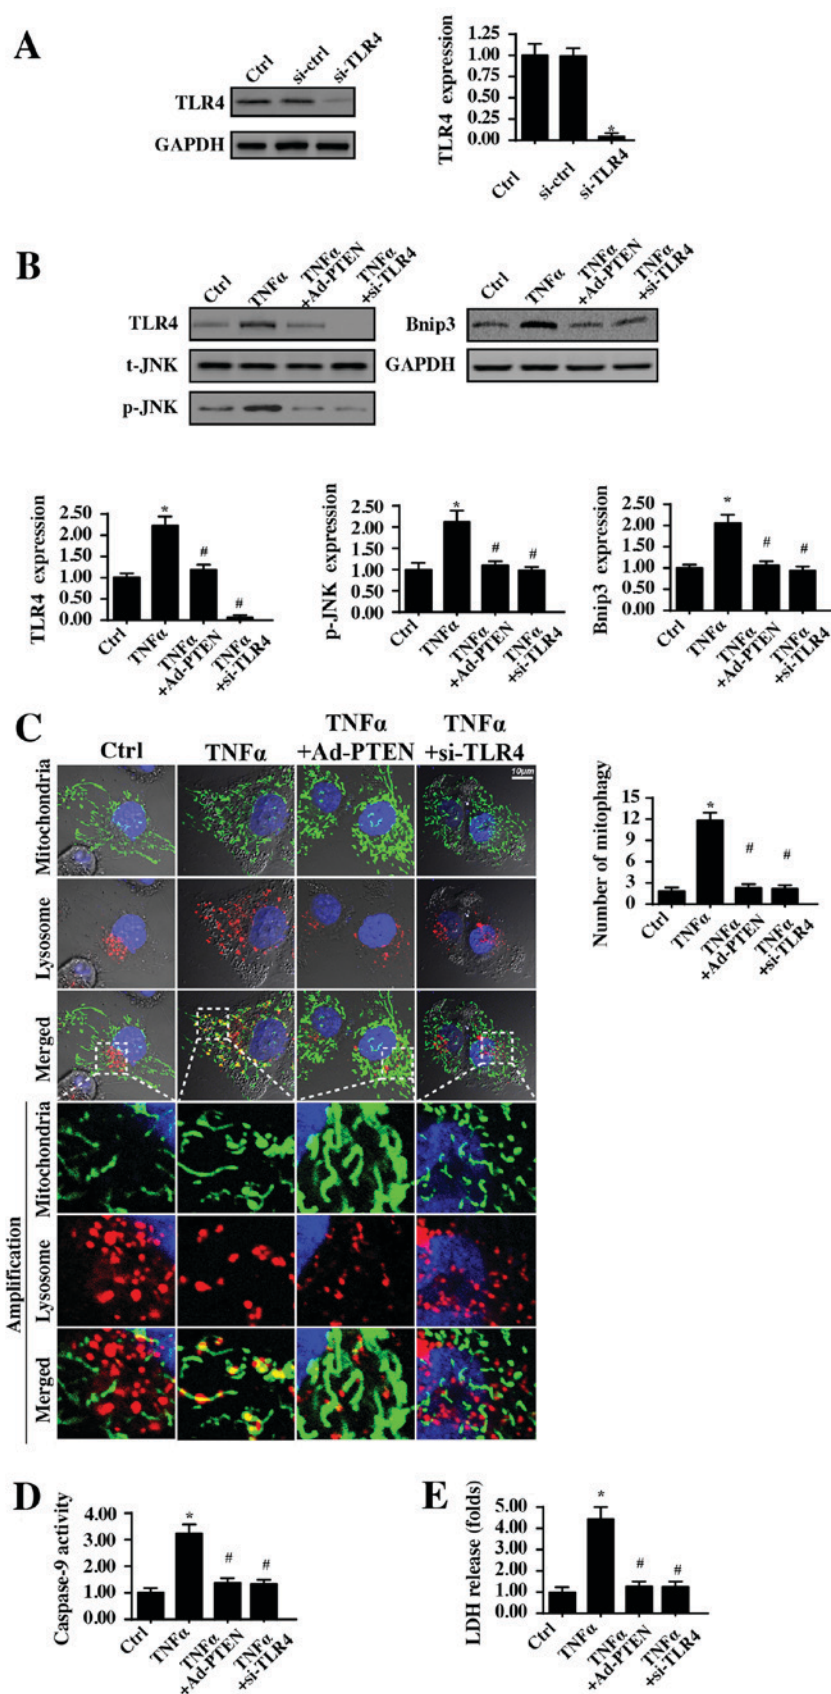 A
Ctrl
si-ctrl
si-TLR4
TLR4
GAPDH
TLR4 expression
1.25
1.00
0.75
0.50
0.25
0.00
*
Ctrl
si-ctrl
si-TLR4
B
Ctrl
TNFα
TNFα
+Ad-PTEN
TNFα
+si-TLR4
TLR4
t-JNK
p-JNK
Ctrl
TNFα
TNFα
+Ad-PTEN
TNFα
+si-TLR4
Bnip3
GAPDH
TLR4 expression
2.50
2.00
1.50
1.00
0.50
0.00
*
#
#
Ctrl
TNFα
TNFα
+Ad-PTEN
TNFα
+si-TLR4
p-JNK expression
2.50
2.00
1.50
1.00
0.50
0.00
*
#
#
Ctrl
TNFα
TNFα
+Ad-PTEN
TNFα
+si-TLR4
Bnip3 expression
2.50
2.00
1.50
1.00
0.50
0.00
*
#
#
Ctrl
TNFα
TNFα
+Ad-PTEN
TNFα
+si-TLR4
C
Ctrl
TNFα
TNFα
+Ad-PTEN
TNFα
+si-TLR4
10μm
Mitochondria
Lysosome
Merged
Amplification
Mitochondria
Lysosome
Merged
Number of mitophagy
15
12
9
6
3
0
*
#
#
Ctrl
TNFα
TNFα
+Ad-PTEN
TNFα
+si-TLR4
D
Caspase-9 activity
4.00
3.00
2.00
1.00
0.00
*
#
#
Ctrl
TNFα
TNFα
+Ad-PTEN
TNFα
+si-TLR4
E
LDH release (folds)
5.00
4.00
3.00
2.00
1.00
0.00
*
#
#
Ctrl
TNFα
TNFα
+Ad-PTEN
TNFα
+si-TLR4